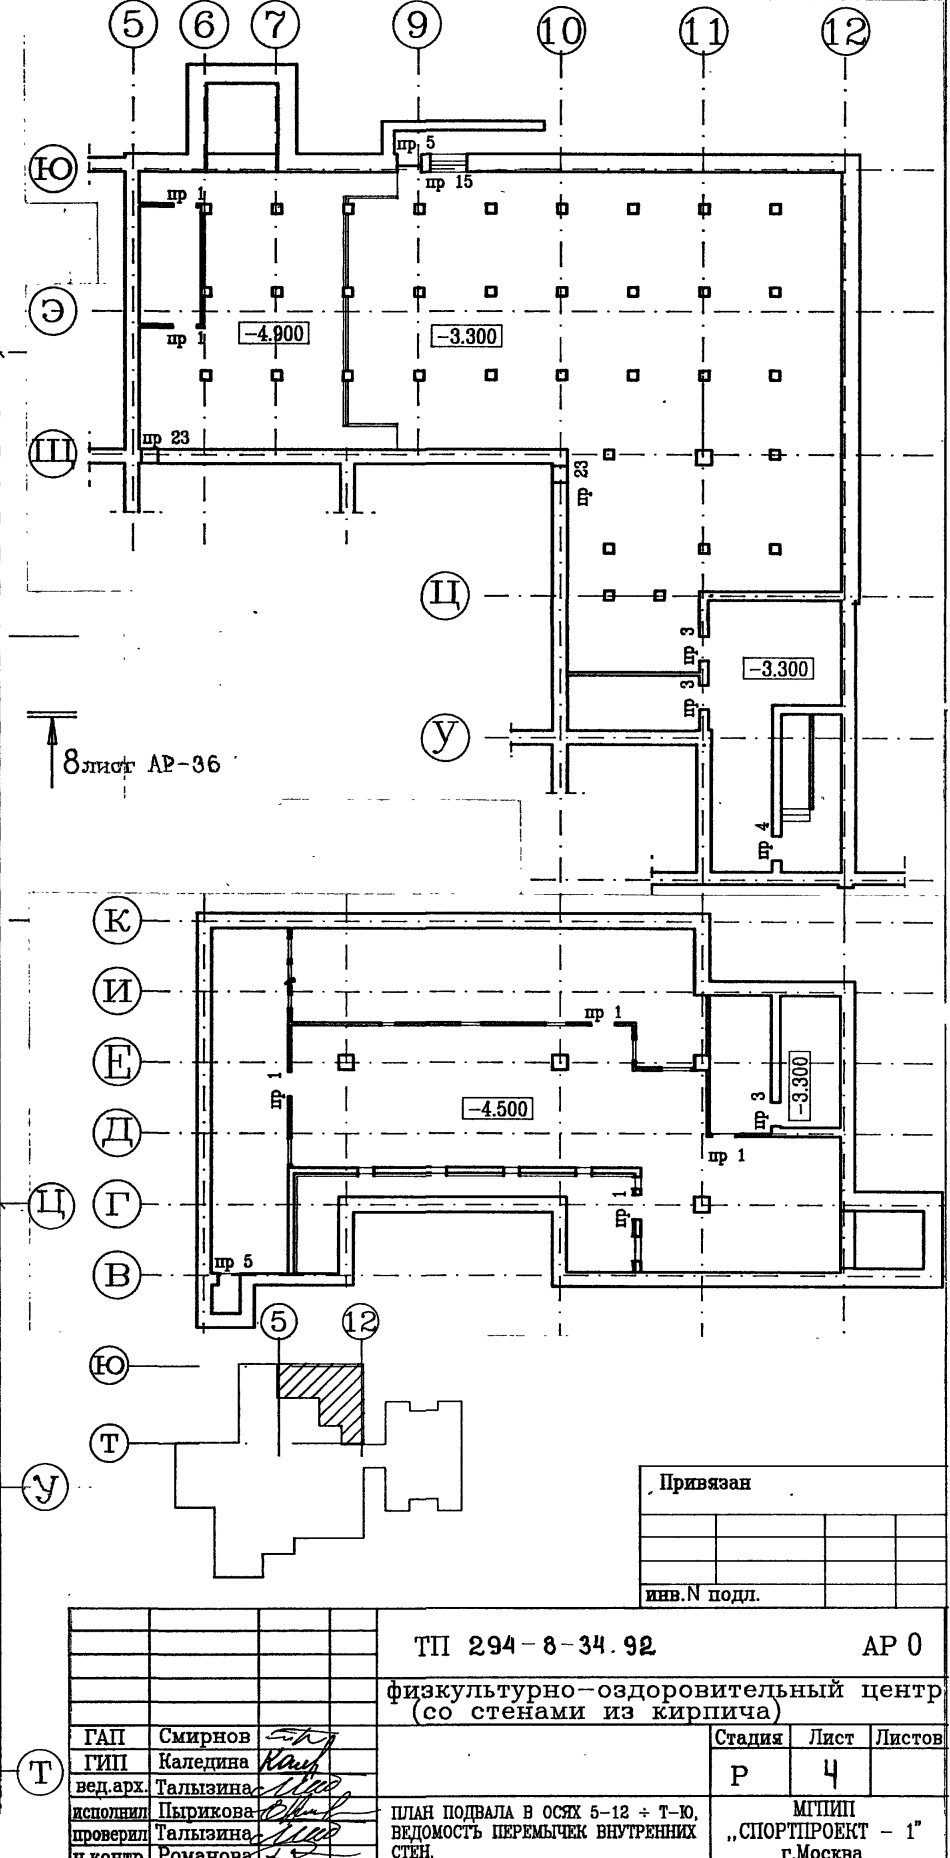 5 6 7 9 10 11 12
Ю
пр 5
пр 15
пр 1
Э
-4.900
-3.300
пр 1
Щ
пр 23
пр 23
Ц
пр 3
-3.300
пр 3
У
8 лист АР-36
пр 4
К
И
пр 1
Е
пр 1
-4.500
-3.300
пр 3
Д
пр 1
Ц
Г
пр 1
пр 5
В
5 12
Ю
Т
У
Привязан
инв.N подл.
ТП 294-8-34.92 АР 0
физкультурно-оздоровительный центр
(со стенами из кирпича)
ГАП Смирнов
Стадия Лист Листов
ГИП Каледина
Р 4
Т
вед.арх. Талызина
исполнил Пырикова
проверил Талызина
н.контр Романова
ПЛАН ПОДВАЛА В ОСЯХ 5-12 ÷ Т-Ю,
ВЕДОМОСТЬ ПЕРЕМЫЧЕК ВНУТРЕННИХ
СТЕН.
МГПИП
„СПОРТПРОЕКТ - 1"
г.Москва